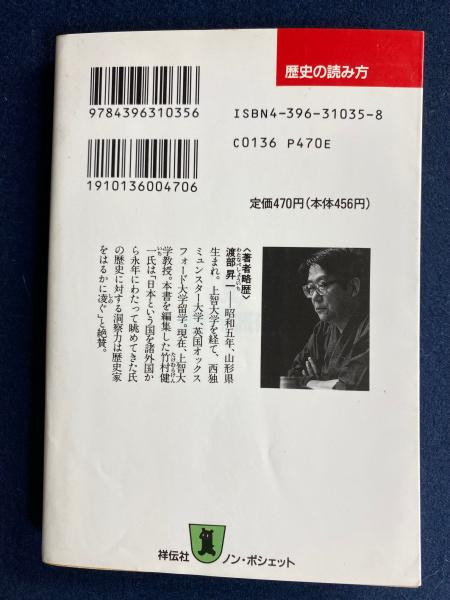 歴史の読み方
9784396310356
ISBN4-396-31035-8
C0136 P470E
1910136004706
定価470円(本体456円)
〈著者略歴〉
渡部昇一——昭和五年、山形県
生まれ。上智大学を経て、西独
ミュンスター大学、英国オックス
フォード大学留学。現在、上智大
学教授。本書を編集した竹村健
一氏は「日本という国を諸外国か
ら永年にわたって眺めてきた氏
の歴史に対する洞察力は歴史家
をはるかに凌ぐ」と絶賛。
祥伝社
ノン・ポシェット